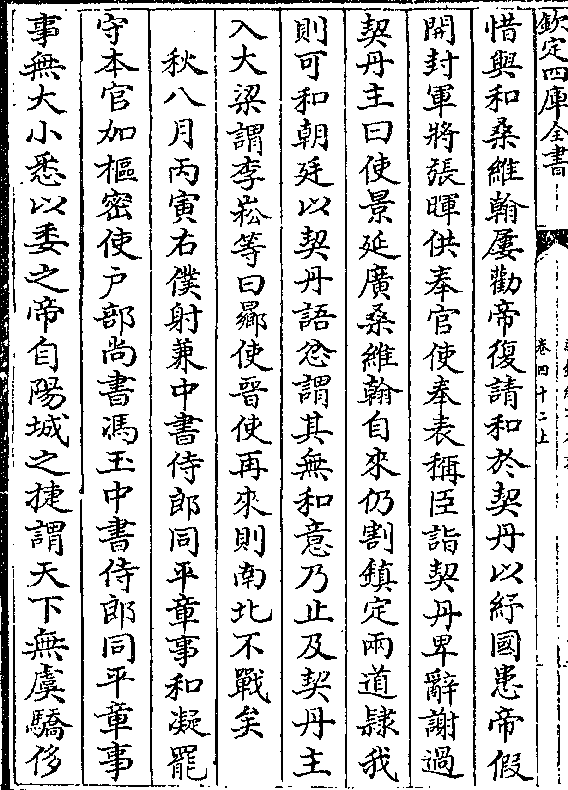 欽定四庫全書
卷四十二上
惜與和桑維翰屢勸帝復請和於契丹以紓國患帝假
開封軍將張暉供奉官使奉表稱臣詣契丹卑辭謝過
契丹主曰使景延廣桑維翰自來仍割鎮定兩道隷我
則可和朝廷以契丹語忿謂其無和意乃止及契丹主
入大梁謂李崧等曰曏使晉使再來則南北不戰矣
秋八月丙寅右僕射兼中書侍郎同平章事和凝罷
守本官加樞密使户部尚書馮玉中書侍郎同平章事
事無大小悉以委之帝自陽城之捷謂天下無虞驕侈